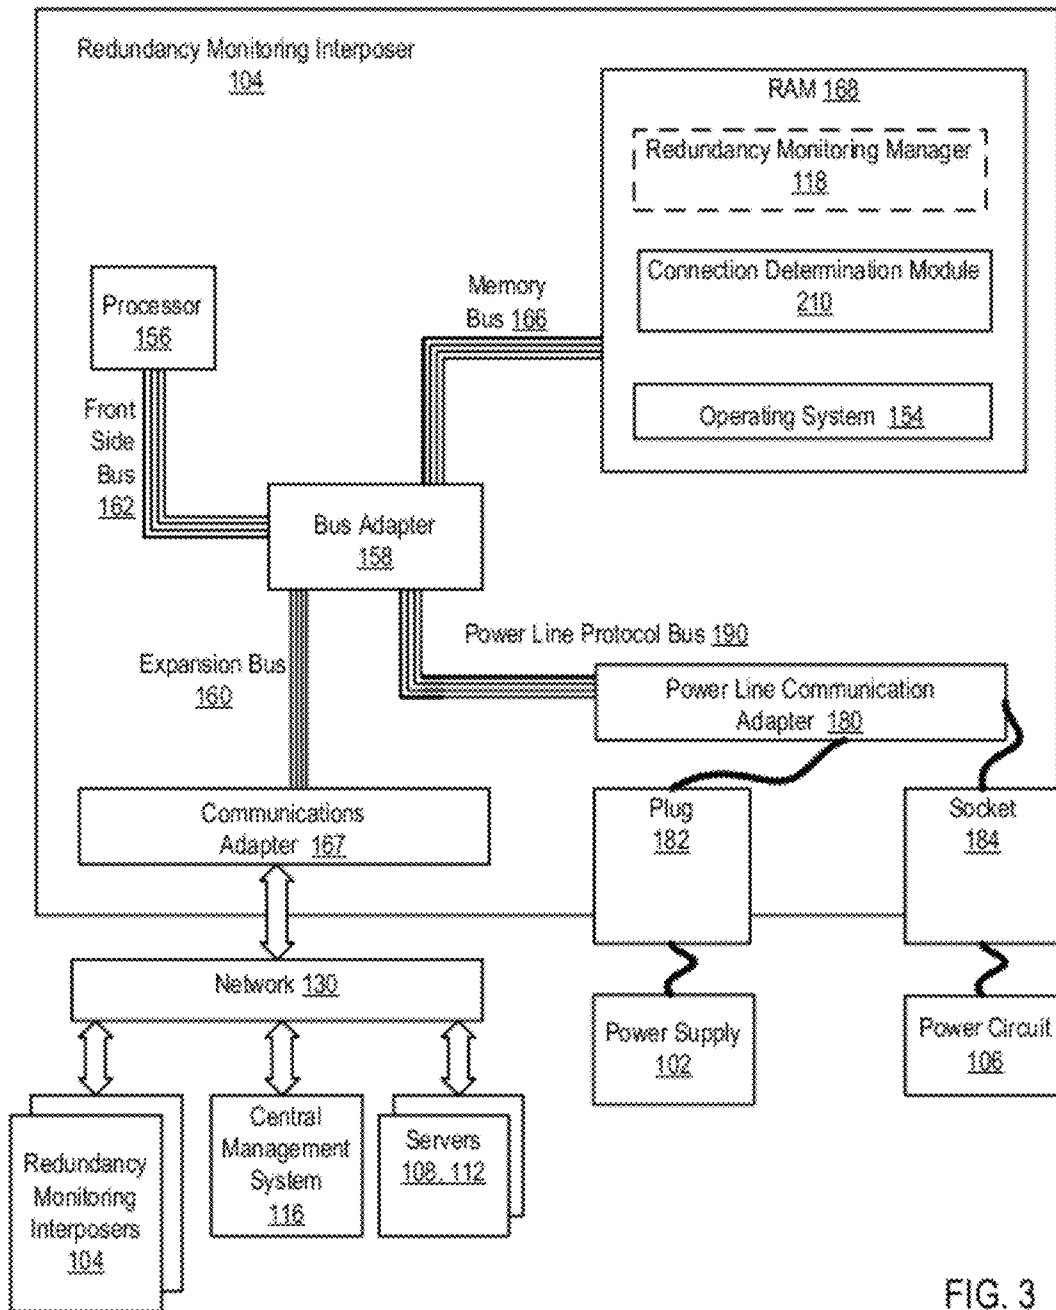 Redundancy Monitoring Interposer
104
RAM 168
Redundancy Monitoring Manager
118
Connection Determination Module
210
Operating System 154
Processor
156
Memory
Bus 166
Front
Side
Bus
162
Bus Adapter
158
Power Line Protocol Bus 190
Expansion Bus
160
Power Line Communication
Adapter 180
Communications
Adapter 167
Plug
182
Socket
184
Network 130
Power Supply
102
Power Circuit
106
Redundancy
Monitoring
Interposers
104
Central
Management
System
116
Servers
108, 112
FIG. 3